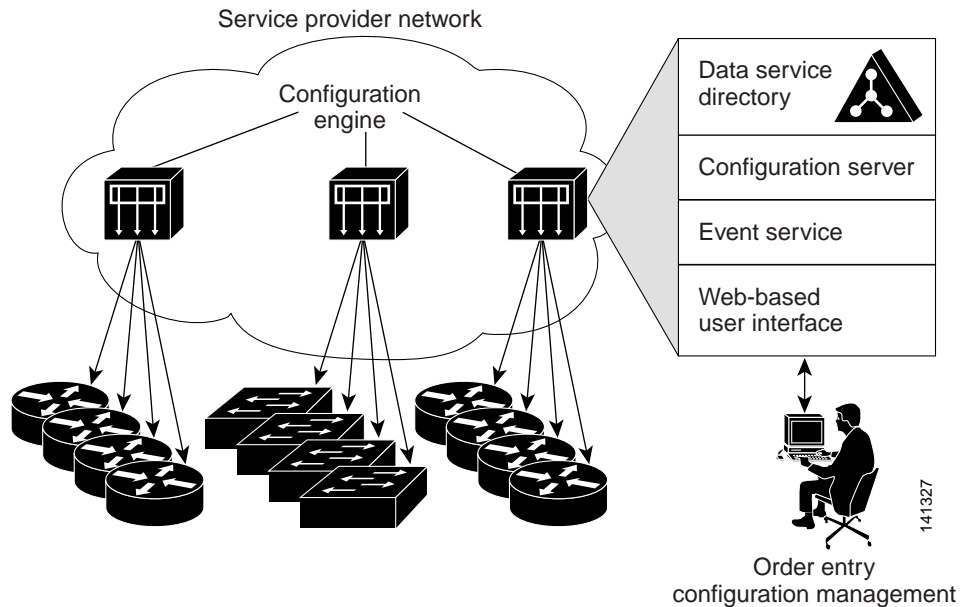 Service provider network
Configuration
engine
Data service
directory
Configuration server
Event service
Web-based
user interface
141327
Order entry
configuration management